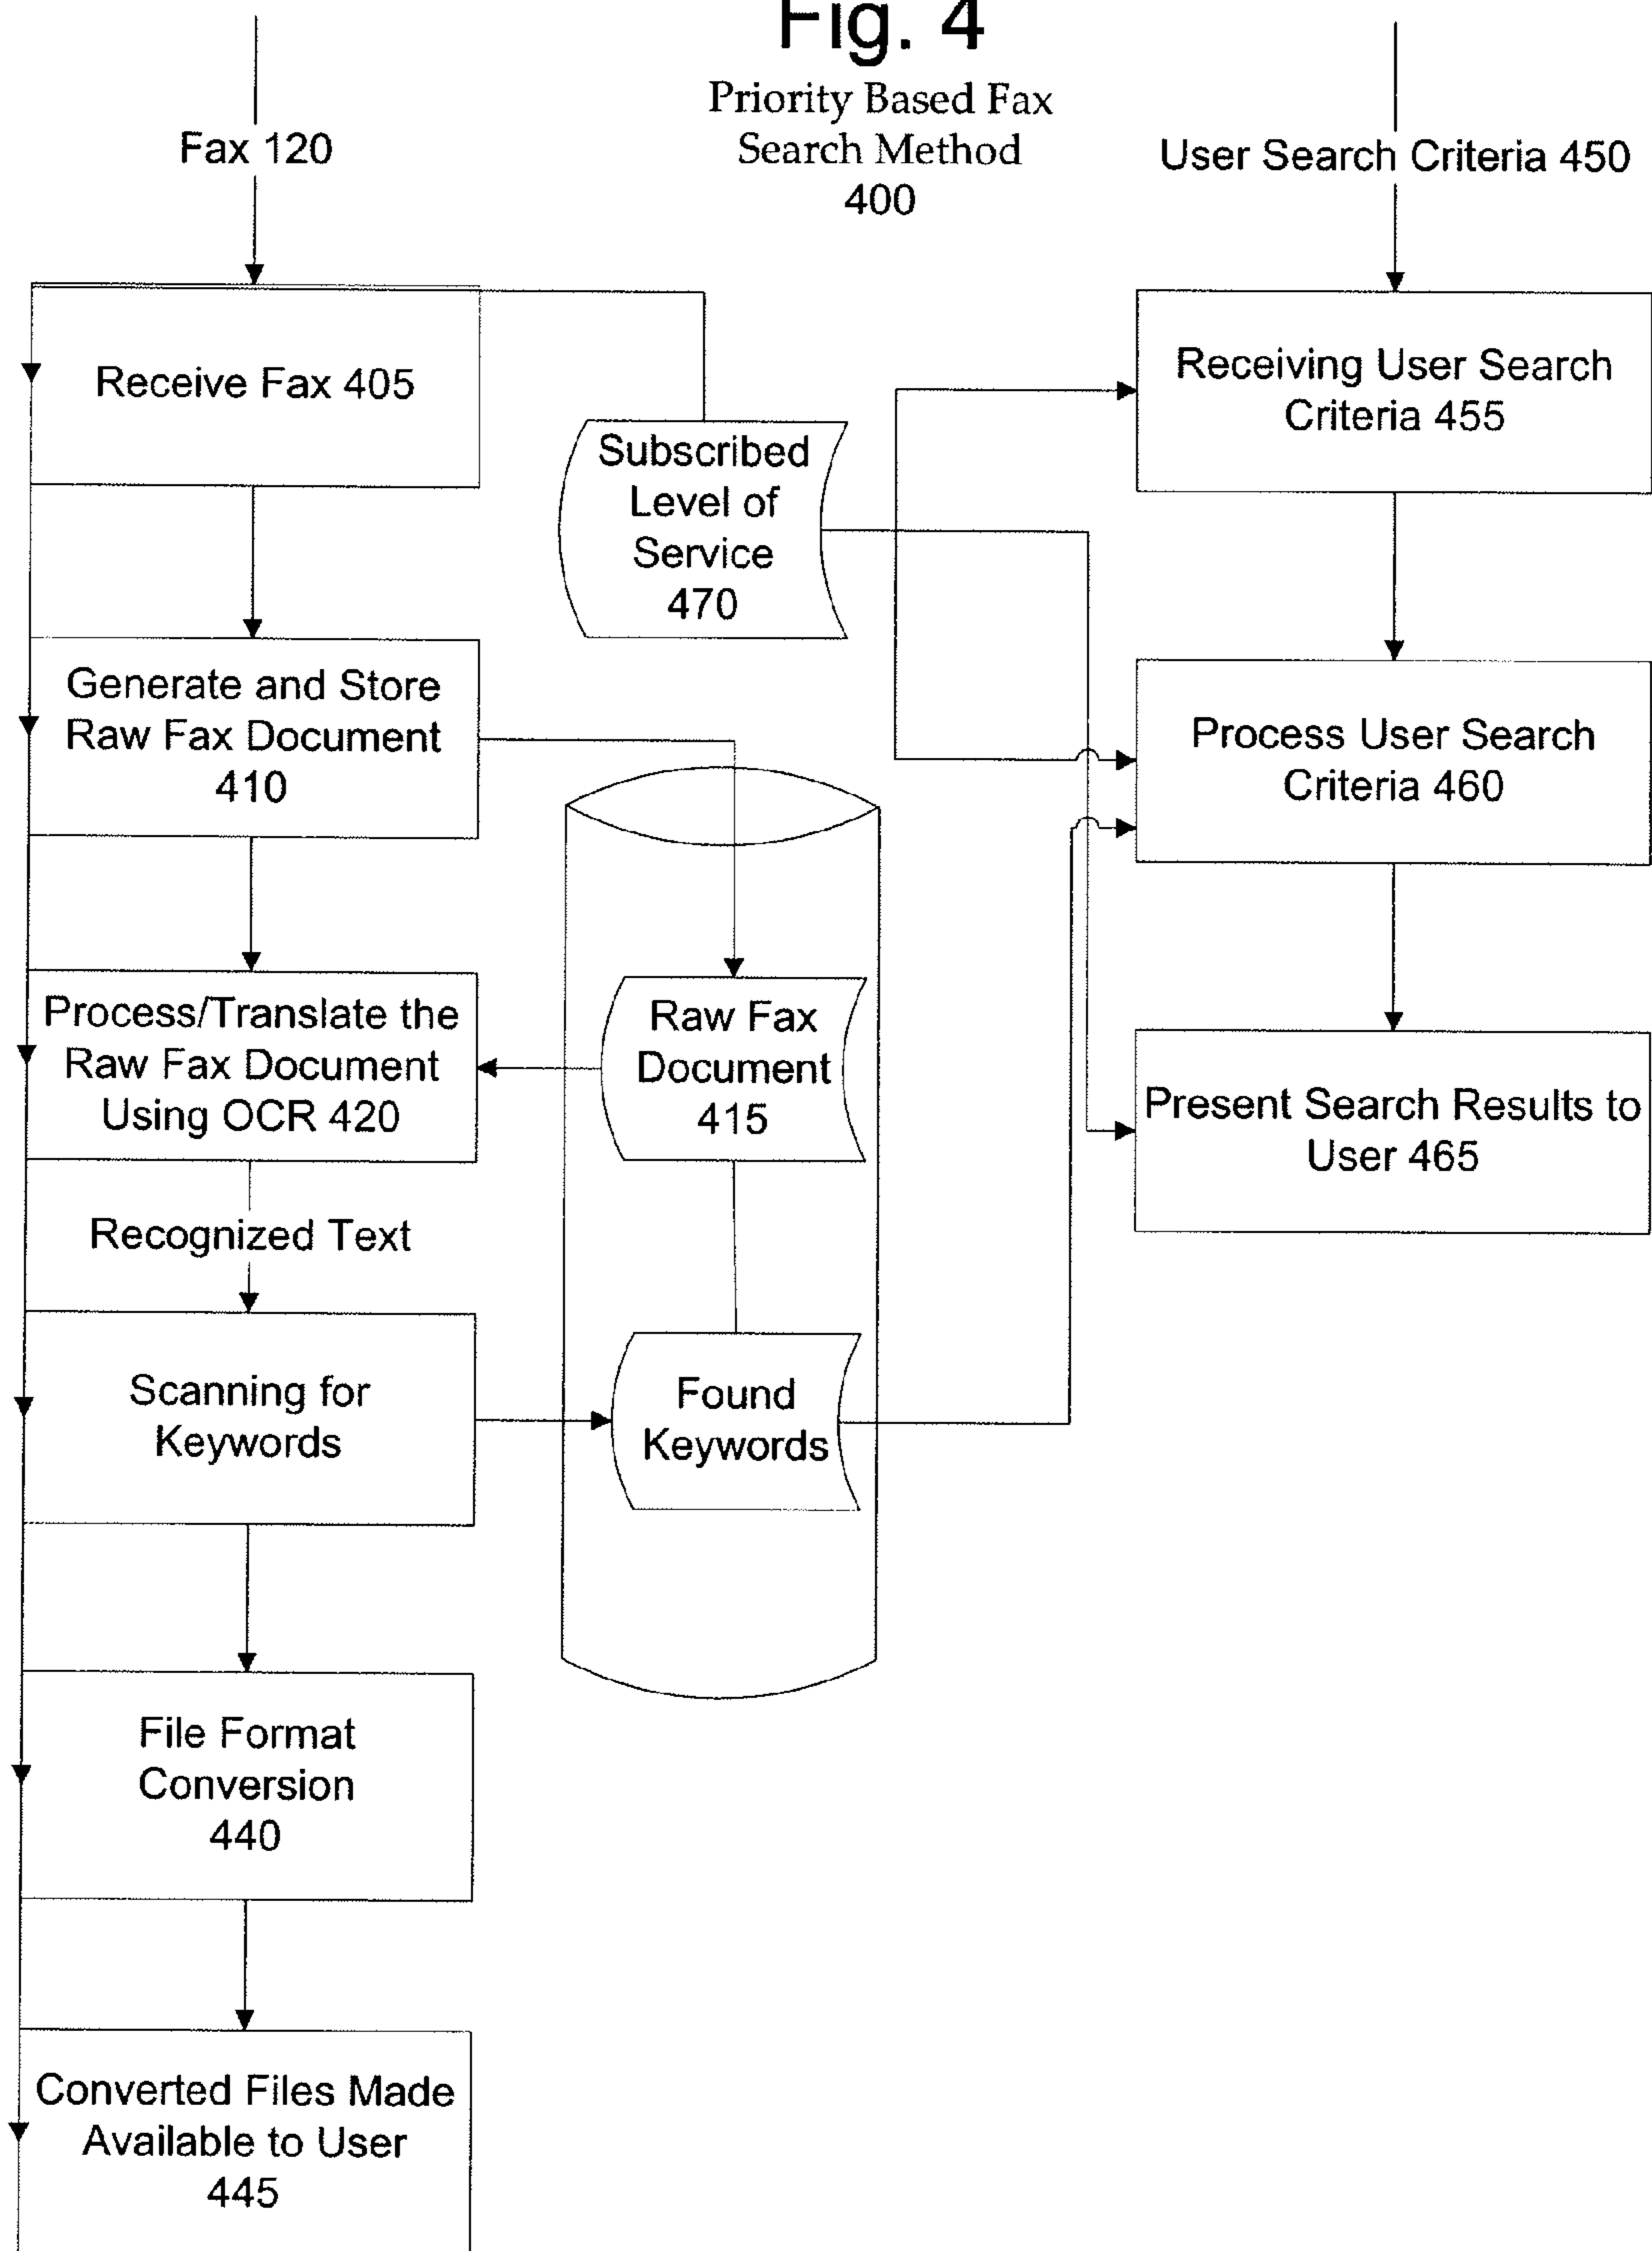 Fig. 4
Priority Based Fax
Search Method
400
Fax 120
Receive Fax 405
Generate and Store
Raw Fax Document
410
Process/Translate the
Raw Fax Document
Using OCR 420
Recognized Text
Scanning for
Keywords
File Format
Conversion
440
Converted Files Made
Available to User
445
Subscribed
Level of
Service
470
Raw Fax
Document
415
Found
Keywords
User Search Criteria 450
Receiving User Search
Criteria 455
Process User Search
Criteria 460
Present Search Results to
User 465